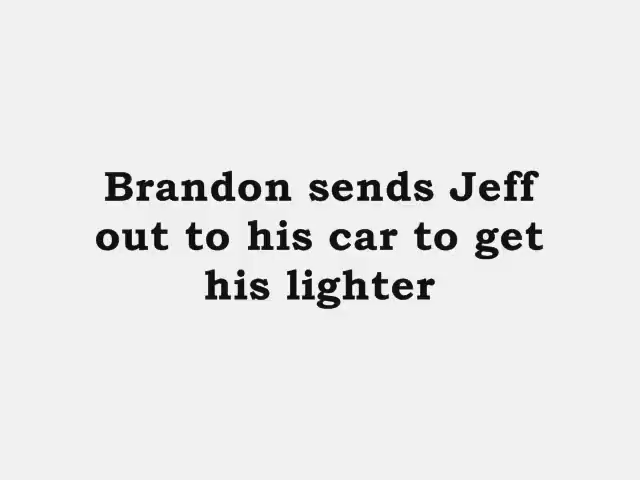 Brandon sends Jeff
out to his car to get
his lighter